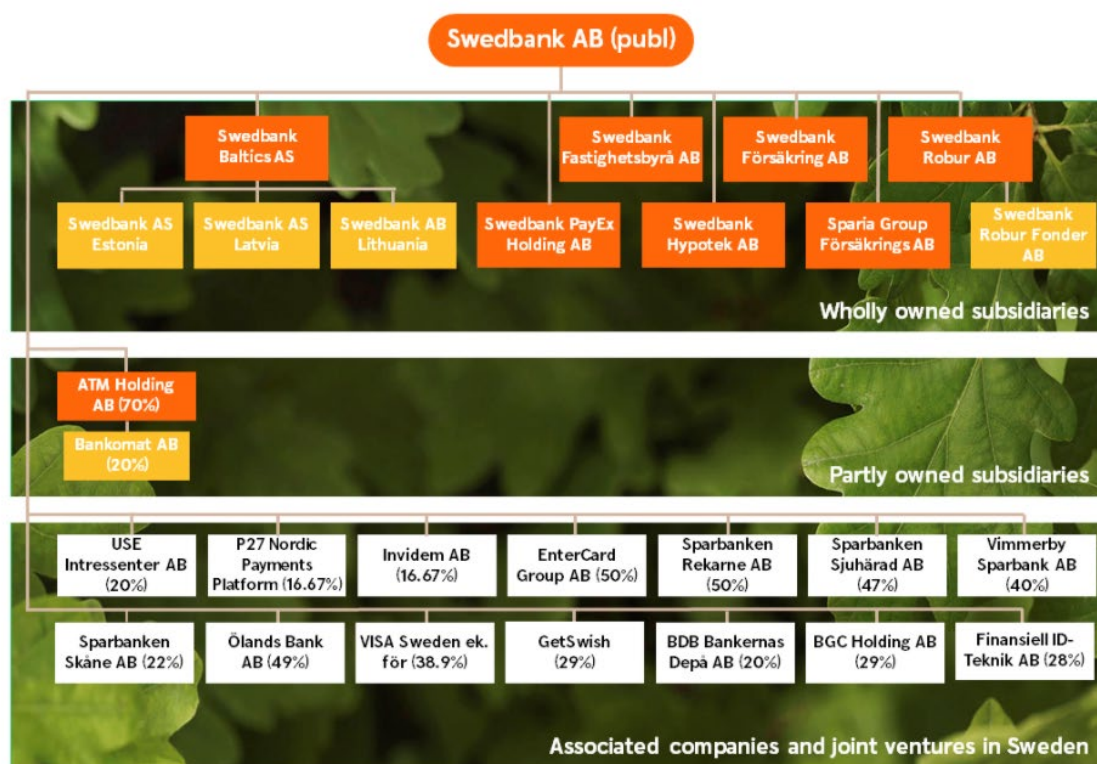 Swedbank AB (publ)
Swedbank
Baltics AS
Swedbank
Fastighetsbyrå AB
Swedbank
Försäkring AB
Swedbank
Robur AB
Swedbank AS
Estonia
Swedbank AS
Latvia
Swedbank AB
Lithuania
Swedbank PayEx
Holding AB
Swedbank
Hypotek AB
Sparia Group
Försäkrings AB
Swedbank
Robur Fonder
AB
Wholly owned subsidiaries
ATM Holding
AB (70%)
Bankomat AB
(20%)
Partly owned subsidiaries
USE
Intressenter AB
(20%)
P27 Nordic
Payments
Platform (16.67%)
Invidem AB
(16.67%)
EnterCard
Group AB (50%)
Sparbanken
Rekarne AB
(50%)
Sparbanken
Sjuhärad AB
(47%)
Vimmerby
Sparbank AB
(40%)
Sparbanken
Skåne AB (22%)
Ölands Bank
AB (49%)
VISA Sweden ek.
för (38.9%)
GetSwish
(29%)
BDB Bankernas
Depå AB (20%)
BGC Holding AB
(29%)
Finansiell ID-
Teknik AB (28%)
Associated companies and joint ventures in Sweden